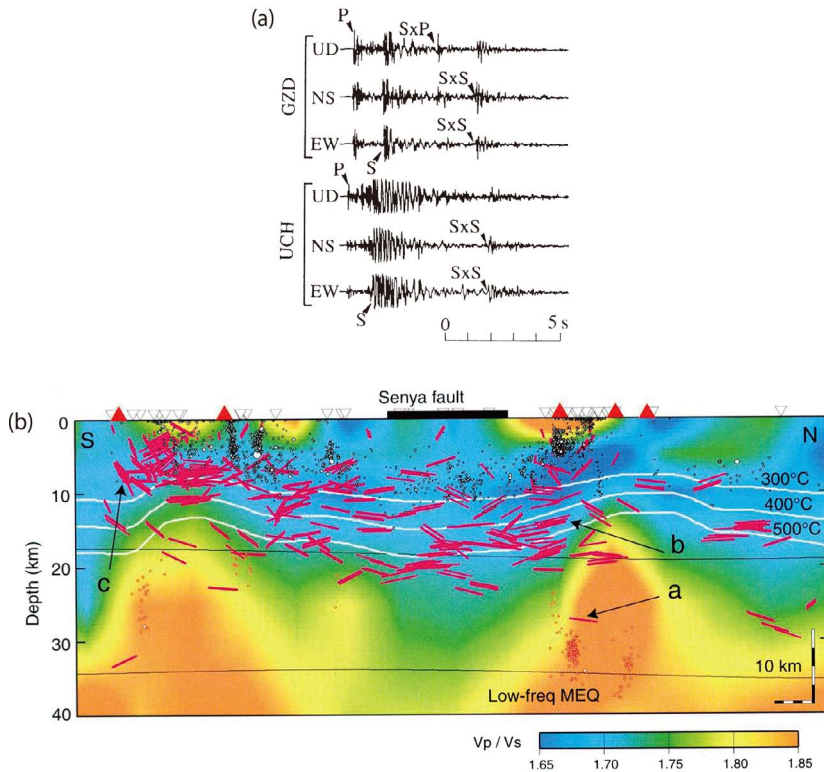 (a)
P
SxP
UD
SxS
GZD
NS
SxS
EW
S
P
UD
SxS
UCH
NS
SxS
EW
S
0 5 s
(b)
Senya fault
0
S
N
300°C
10
400°C
500°C
c
b
20
a
30
10 km
Low-freq MEQ
40
Depth (km)
Vp / Vs
1.65 1.70 1.75 1.80 1.85